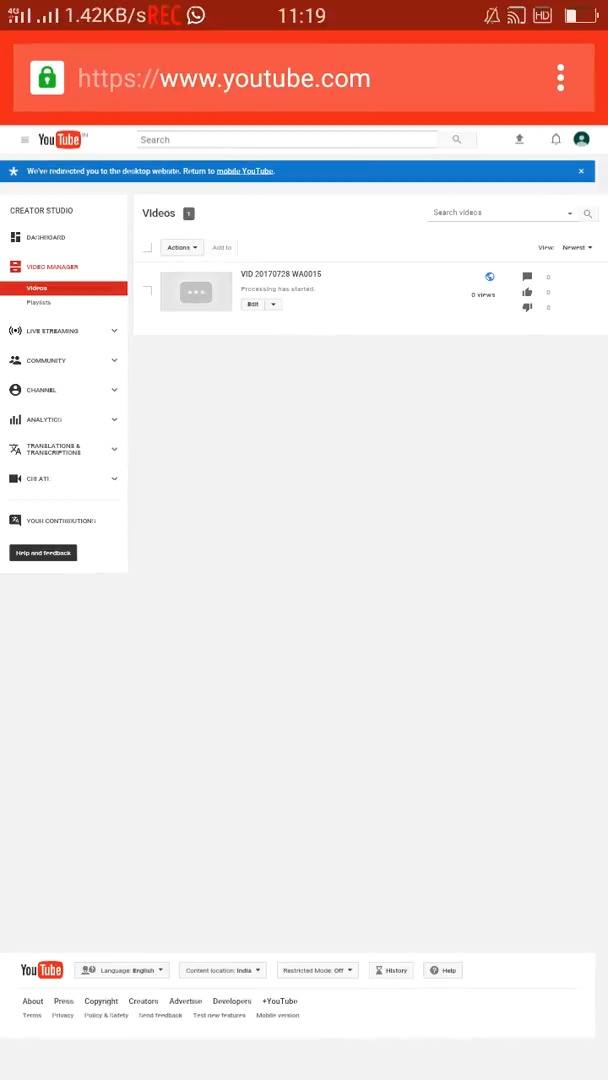 4G 1.42KB/s REC 11:19 HD
https://www.youtube.com
YouTube IN Search
We've redirected you to the desktop website. Return to mobile YouTube.
CREATOR STUDIO
DASHBOARD
VIDEO MANAGER
Videos
Playlists
LIVE STREAMING
COMMUNITY
CHANNEL
ANALYTICS
TRANSLATIONS &
TRANSCRIPTIONS
CREATE
YOUR CONTRIBUTIONS
Help and feedback
Videos 1 Search videos
Actions Add to View: Newest
VID 20170728 WA0015 0
Processing has started.
0 views 0
Edit 0
YouTube Language: English Content location: India Restricted Mode: Off History Help
About Press Copyright Creators Advertise Developers +YouTube
Terms Privacy Policy & Safety Send feedback Test new features Mobile version